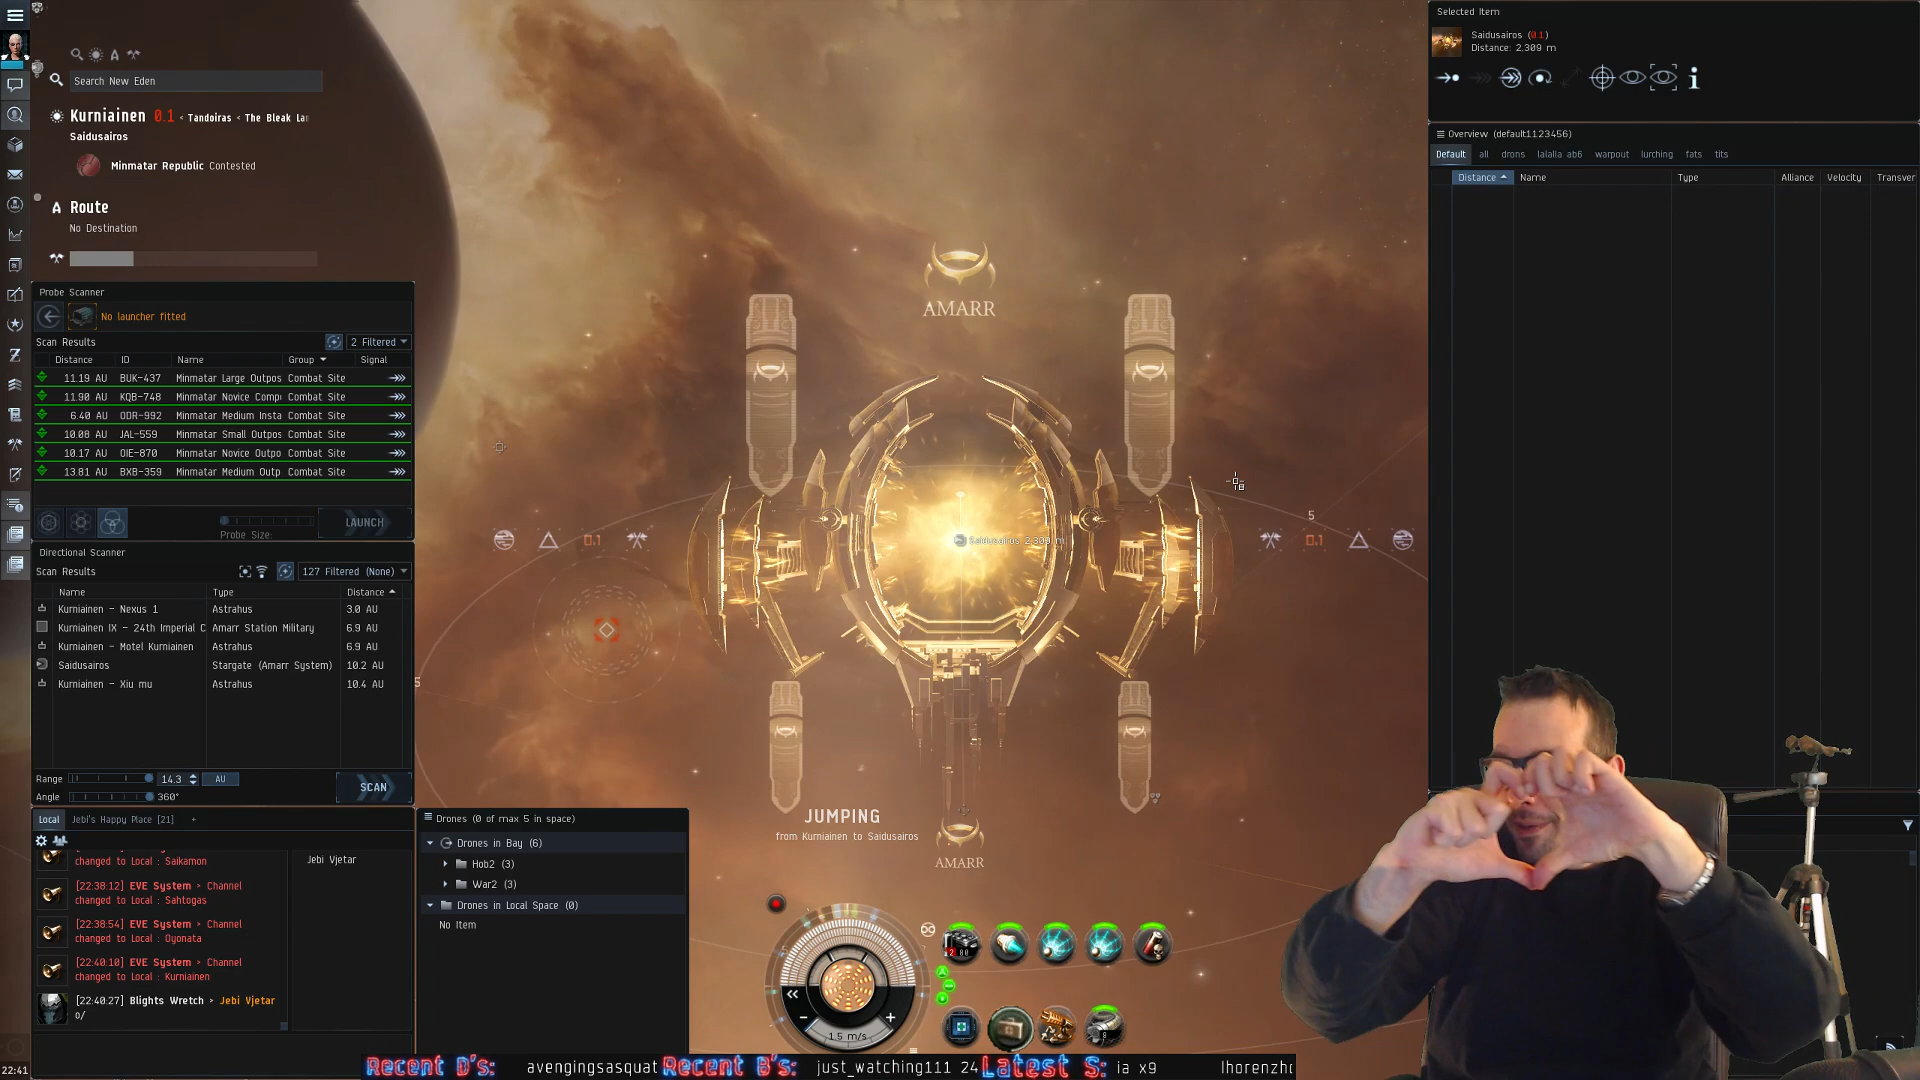 Search New Eden
Kurniainen 0.1 < Tandoiras < The Bleak Lan
Saidusairos
Minmatar Republic Contested
Route
No Destination
Probe Scanner
No launcher fitted
Scan Results
2 Filtered
Distance ID Name Group Signal
11.19 AU BUK-437 Minmatar Large Outpos Combat Site
11.90 AU KQB-748 Minmatar Novice Comp Combat Site
6.40 AU ODR-992 Minmatar Medium Insta Combat Site
10.08 AU JAL-559 Minmatar Small Outpos Combat Site
10.17 AU OIE-870 Minmatar Novice Outpo Combat Site
13.81 AU BXB-359 Minmatar Medium Outp Combat Site
Probe Size:
LAUNCH
Directional Scanner
Scan Results
127 Filtered (None)
Name Type Distance
Kurniainen - Nexus 1 Astrahus 3.0 AU
Kurniainen IX - 24th Imperial C Amarr Station Military 6.9 AU
Kurniainen - Motel Kurniainen Astrahus 6.9 AU
Saidusairos Stargate (Amarr System) 10.2 AU
Kurniainen - Xiu mu Astrahus 10.4 AU
Range 14.3 AU
Angle 360°
SCAN
Local Jebi's Happy Place [21] +
changed to Local : Saikamon
[22:38:12] EVE System > Channel
changed to Local : Sahtogas
[22:38:54] EVE System > Channel
changed to Local : Oyonata
[22:40:10] EVE System > Channel
changed to Local : Kurniainen
[22:40:27] Blights Wretch > Jebi Vjetar
o/
Jebi Vjetar
22:41
Drones (0 of max 5 in space)
Drones in Bay (6)
Hob2 (3)
War2 (3)
Drones in Local Space (0)
No Item
AMARR
0.1
Saidusairos 2,309 m
5
0.1
5
JUMPING
from Kurniainen to Saidusairos
AMARR
80
1.5 m/s
8
Recent D's: avengingsasquat Recent B's: just_watching111 24 Latest S: ia x9 lhorenzho
Selected Item
Saidusairos (0.1)
Distance: 2,309 m
Overview (default1123456)
Default all drons lalalla ab6 warpout lurching fats tits
Distance Name Type Alliance Velocity Transver